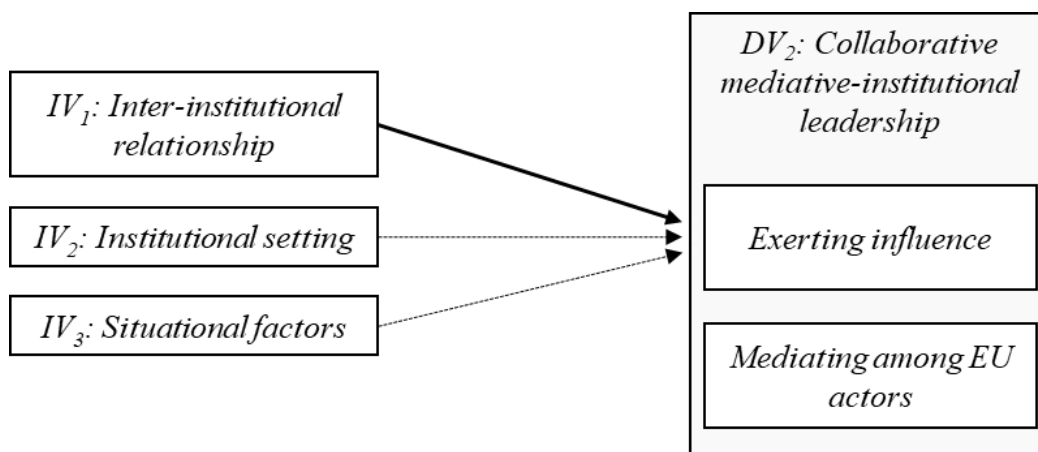 IV1: Inter-institutional
relationship
IV2: Institutional setting
IV3: Situational factors
DV2: Collaborative
mediative-institutional
leadership
Exerting influence
Mediating among EU
actors